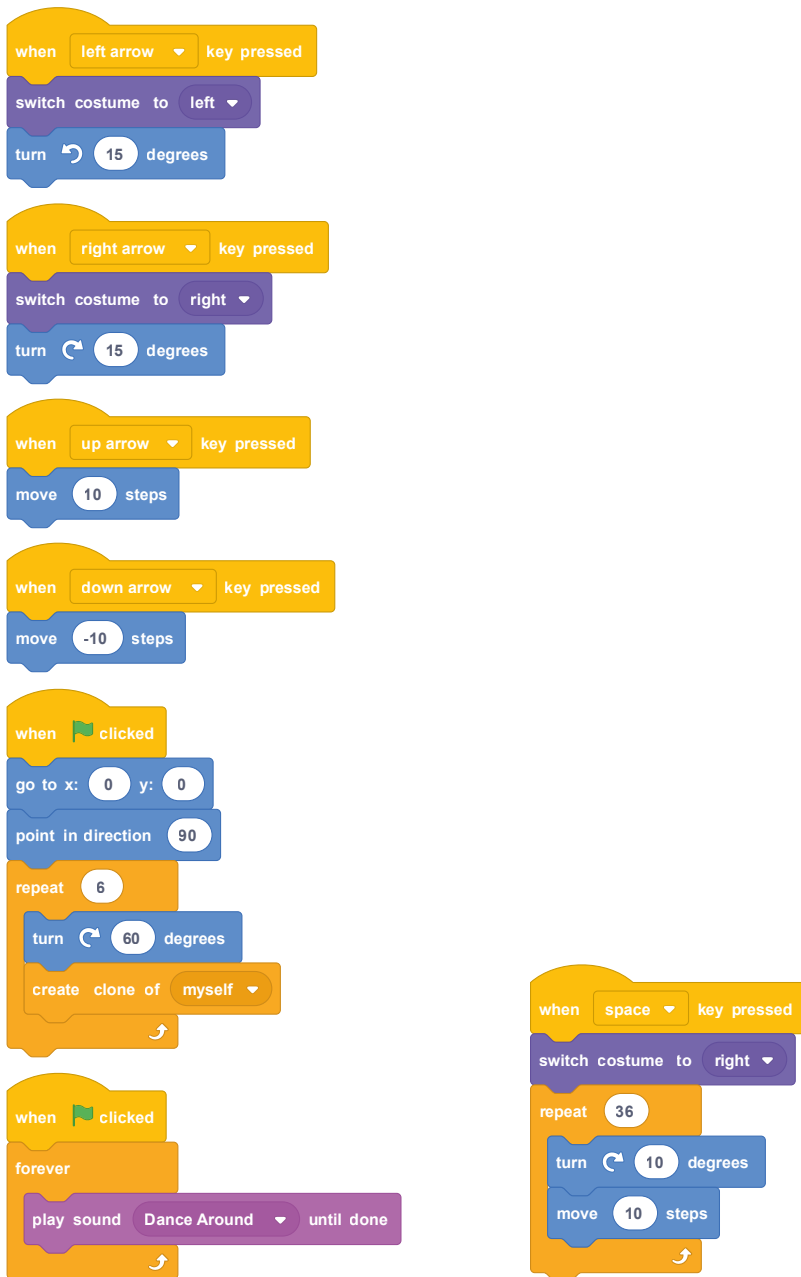 when left arrow key pressed
switch costume to left
turn 15 degrees
when right arrow key pressed
switch costume to right
turn 15 degrees
when up arrow key pressed
move 10 steps
when down arrow key pressed
move -10 steps
when clicked
go to x: 0 y: 0
point in direction 90
repeat 6
turn 60 degrees
create clone of myself
when clicked
forever
play sound Dance Around until done
when space key pressed
switch costume to right
repeat 36
turn 10 degrees
move 10 steps